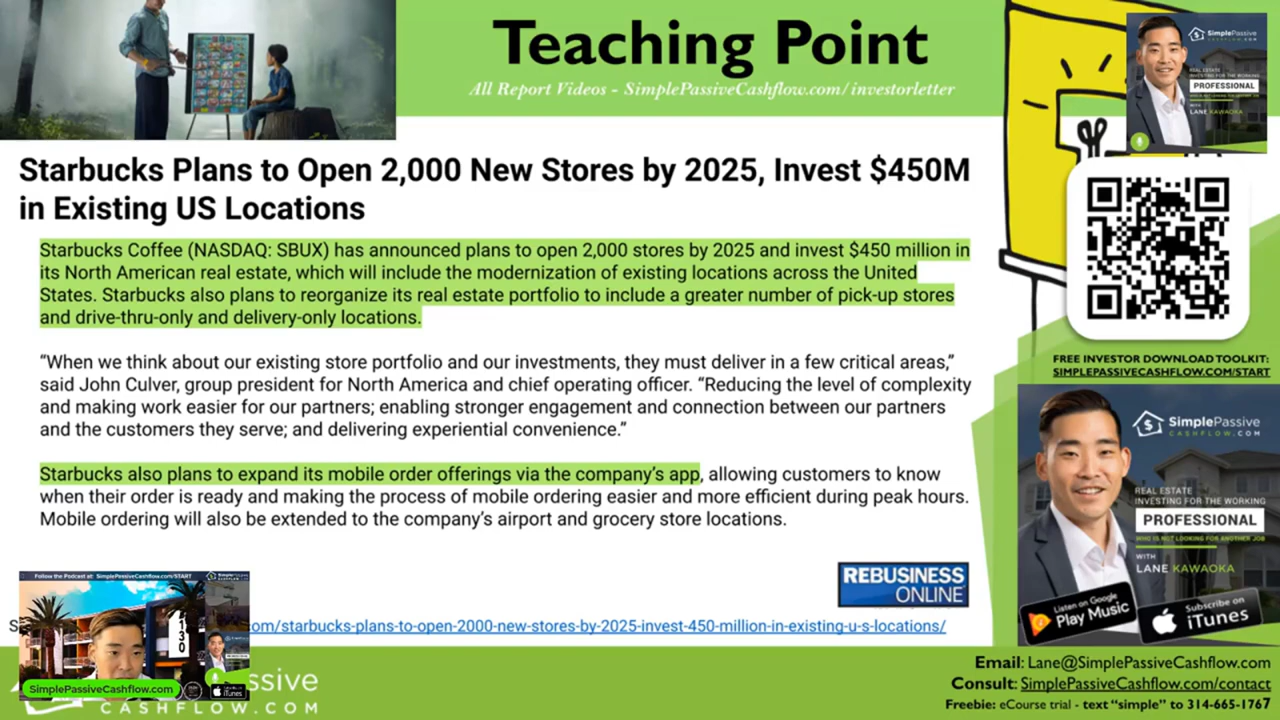 Teaching Point
All Report Videos - SimplePassiveCashflow.com/investorletter
SimplePassive
CASHFLOW.COM
REAL ESTATE
INVESTING FOR THE WORKING
PROFESSIONAL
WITH
LANE KAWAOKA
Starbucks Plans to Open 2,000 New Stores by 2025, Invest $450M
in Existing US Locations
Starbucks Coffee (NASDAQ: SBUX) has announced plans to open 2,000 stores by 2025 and invest $450 million in
its North American real estate, which will include the modernization of existing locations across the United
States. Starbucks also plans to reorganize its real estate portfolio to include a greater number of pick-up stores
and drive-thru-only and delivery-only locations.
“When we think about our existing store portfolio and our investments, they must deliver in a few critical areas,”
said John Culver, group president for North America and chief operating officer. “Reducing the level of complexity
and making work easier for our partners; enabling stronger engagement and connection between our partners
and the customers they serve; and delivering experiential convenience.”
Starbucks also plans to expand its mobile order offerings via the company’s app, allowing customers to know
when their order is ready and making the process of mobile ordering easier and more efficient during peak hours.
Mobile ordering will also be extended to the company’s airport and grocery store locations.
FREE INVESTOR DOWNLOAD TOOLKIT:
SIMPLEPASSIVECASHFLOW.COM/START
SimplePassive
CASHFLOW.COM
REAL ESTATE
INVESTING FOR THE WORKING
PROFESSIONAL
WHO IS NOT LOOKING FOR ANOTHER JOB
WITH
LANE KAWAOKA
Listen on Google
Play Music
Subscribe on
iTunes
REBUSINESS
ONLINE
com/starbucks-plans-to-open-2000-new-stores-by-2025-invest-450-million-in-existing-u-s-locations/
Follow the Podcast at: SimplePassiveCashflow.com/START
1130
SimplePassiveCashflow.com
iTunes
ssive
CASHFLOW.COM
Email: Lane@SimplePassiveCashflow.com
Consult: SimplePassiveCashflow.com/contact
Freebie: eCourse trial - text “simple” to 314-665-1767